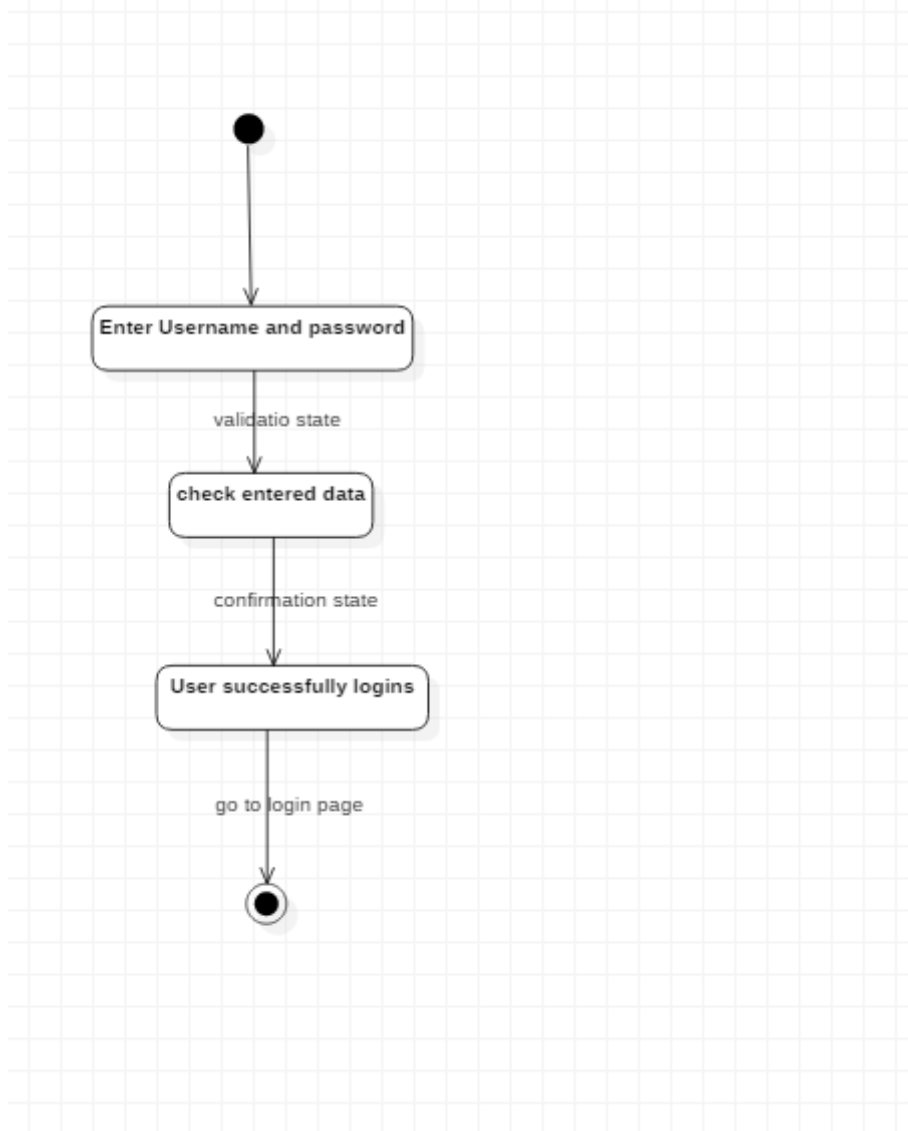 Enter Username and password
validatio state
check entered data
confirmation state
User successfully logins
go to login page